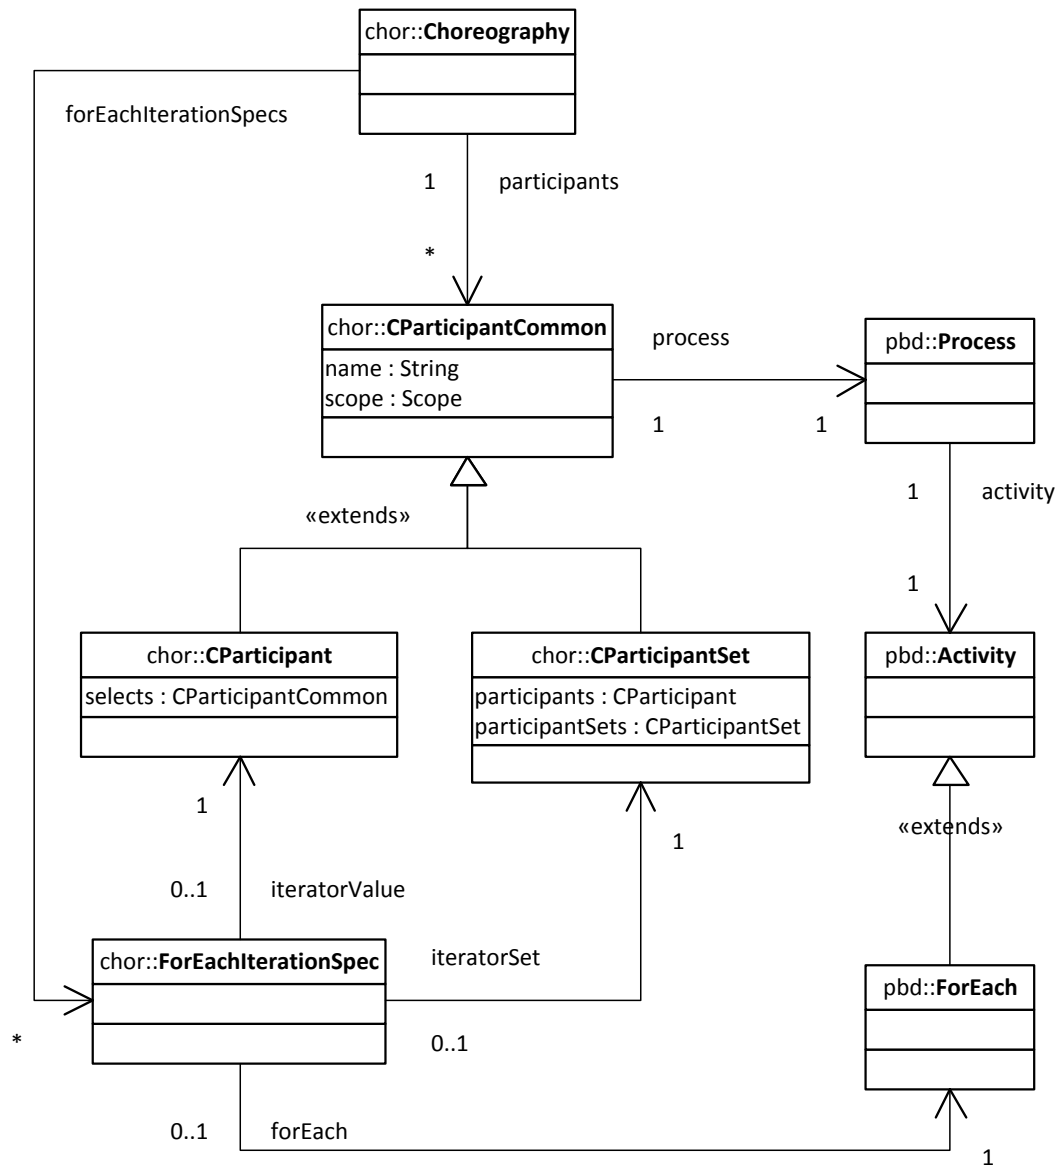 chor::Choreography
forEachIterationSpecs
1
participants
*
chor::CParticipantCommon
name : String
scope : Scope
process
1
1
pbd::Process
1
activity
1
«extends»
chor::CParticipant
selects : CParticipantCommon
chor::CParticipantSet
participants : CParticipant
participantSets : CParticipantSet
pbd::Activity
1
1
«extends»
0..1
iteratorValue
chor::ForEachIterationSpec
iteratorSet
pbd::ForEach
*
0..1
0..1
forEach
1